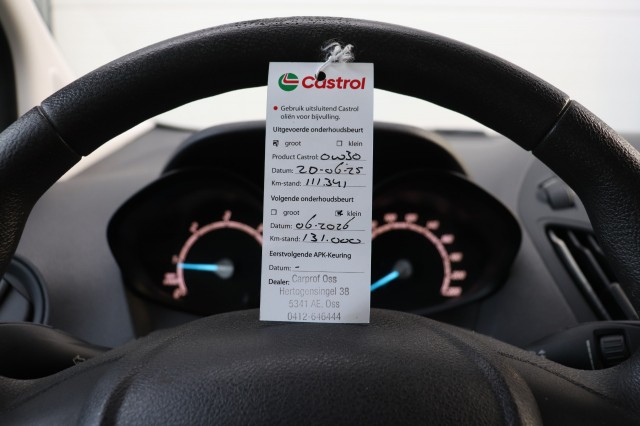 Castrol
Gebruik uitsluitend Castrol
oliën voor bijvulling.
Uitgevoerde onderhoudsbeurt
groot klein
Product Castrol: 0w30
Datum: 20-06-25
Km-stand: 111.341
Volgende onderhoudsbeurt
groot klein
Datum: 06-2026
Km-stand: 131.000
Eerstvolgende APK-Keuring
Datum: -
Dealer: Carprof Oss
Hertogensingel 38
5341 AE, Oss
0412-646444